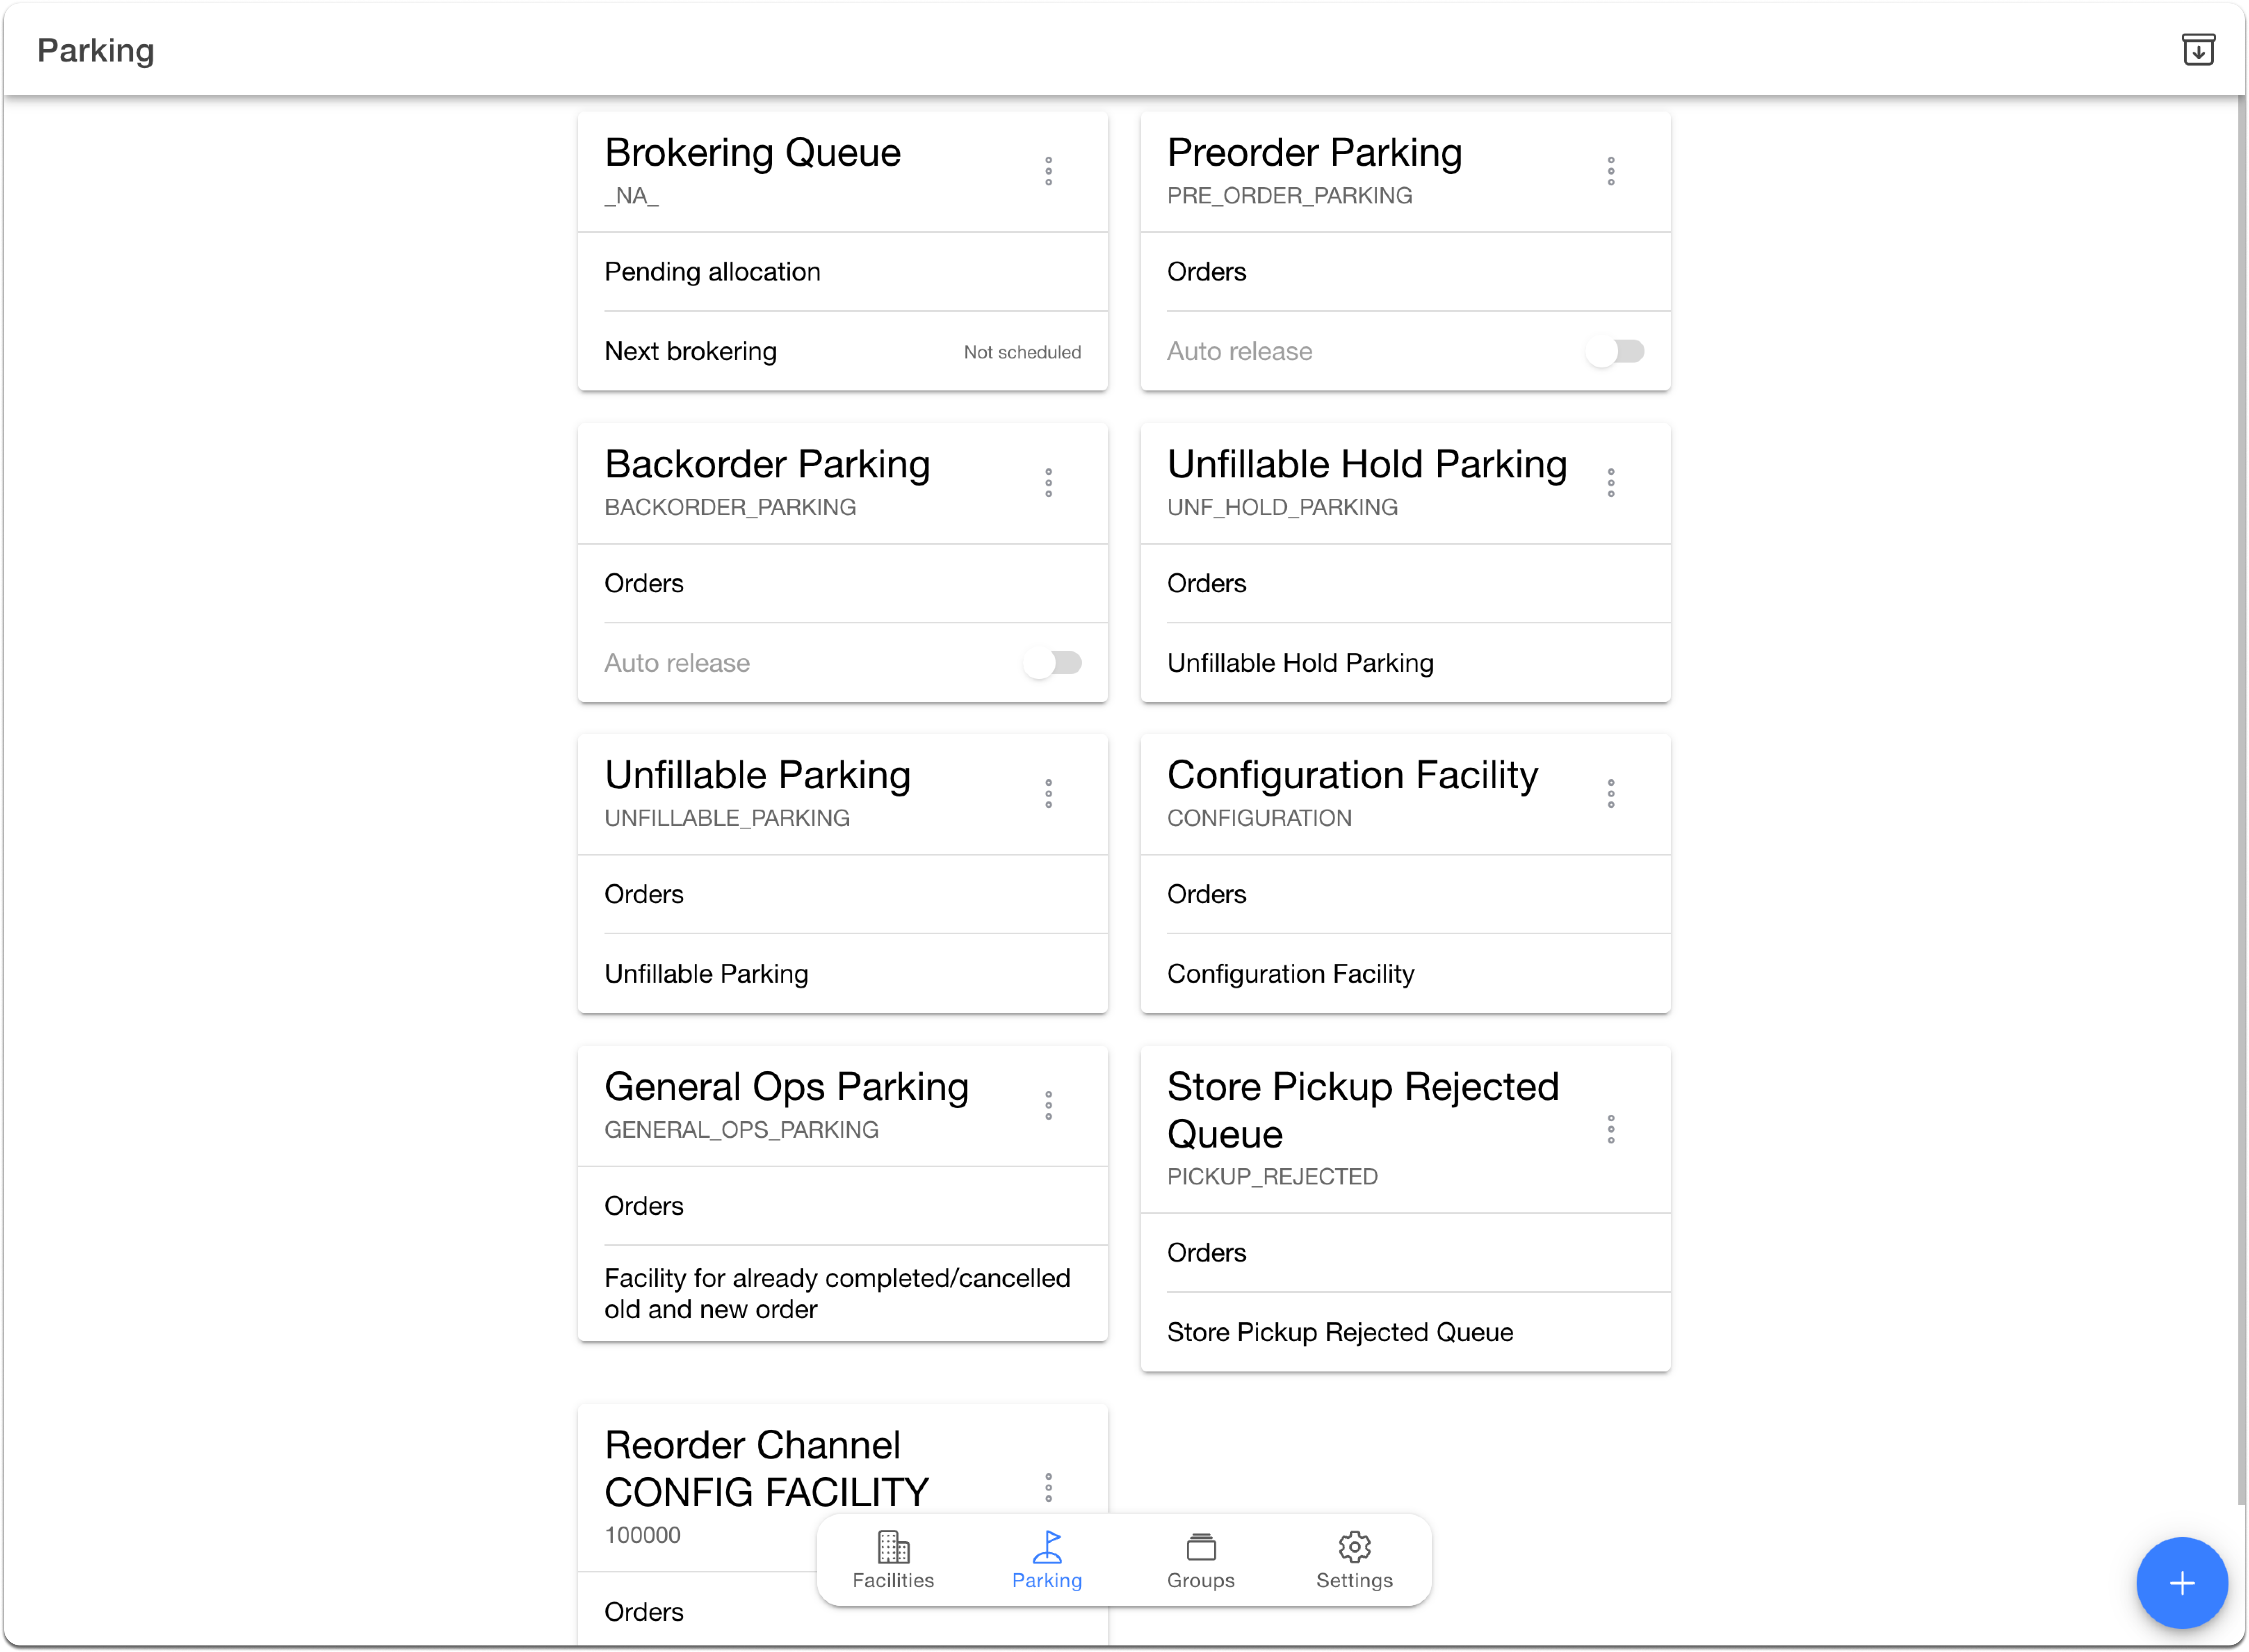 Parking
Brokering Queue
_NA_
Pending allocation
Next brokering Not scheduled
Preorder Parking
PRE_ORDER_PARKING
Orders
Auto release
Backorder Parking
BACKORDER_PARKING
Orders
Auto release
Unfillable Hold Parking
UNF_HOLD_PARKING
Orders
Unfillable Hold Parking
Unfillable Parking
UNFILLABLE_PARKING
Orders
Unfillable Parking
Configuration Facility
CONFIGURATION
Orders
Configuration Facility
General Ops Parking
GENERAL_OPS_PARKING
Orders
Facility for already completed/cancelled
old and new order
Store Pickup Rejected
Queue
PICKUP_REJECTED
Orders
Store Pickup Rejected Queue
Reorder Channel
CONFIG FACILITY
100000
Orders
Facilities
Parking
Groups
Settings